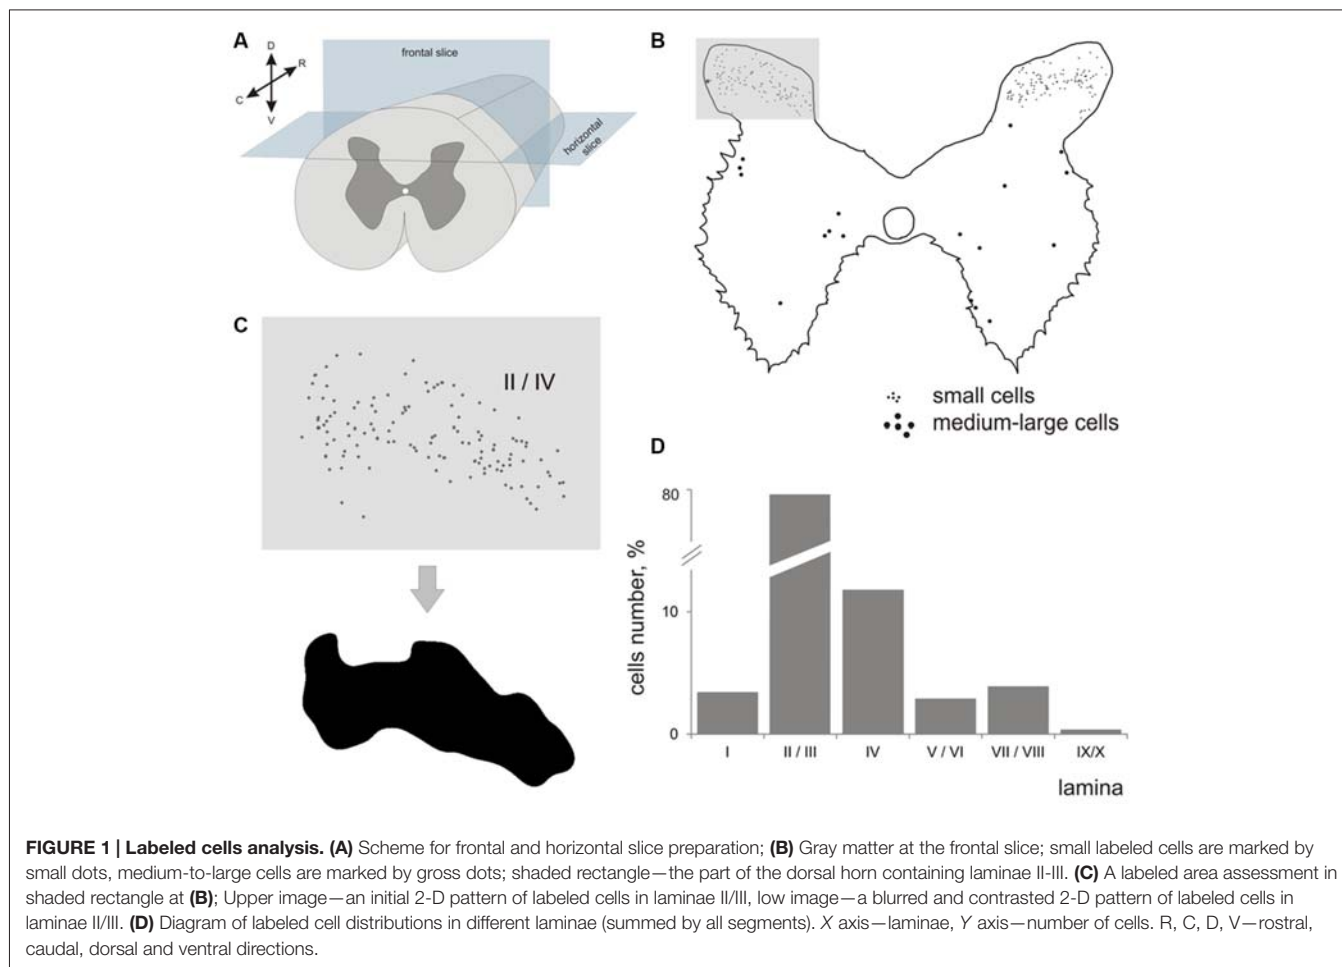 A
D
R
C
V
frontal slice
horizontal
slice
B
small cells
medium-large cells
C
II / IV
D
cells number, %
80
10
0
I
II / III
IV
V / VI
VII / VIII
IX/X
lamina
FIGURE 1 | Labeled cells analysis. (A) Scheme for frontal and horizontal slice preparation; (B) Gray matter at the frontal slice; small labeled cells are marked by
small dots, medium-to-large cells are marked by gross dots; shaded rectangle—the part of the dorsal horn containing laminae II-III. (C) A labeled area assessment in
shaded rectangle at (B); Upper image—an initial 2-D pattern of labeled cells in laminae II/III, low image—a blurred and contrasted 2-D pattern of labeled cells in
laminae II/III. (D) Diagram of labeled cell distributions in different laminae (summed by all segments). X axis—laminae, Y axis—number of cells. R, C, D, V—rostral,
caudal, dorsal and ventral directions.